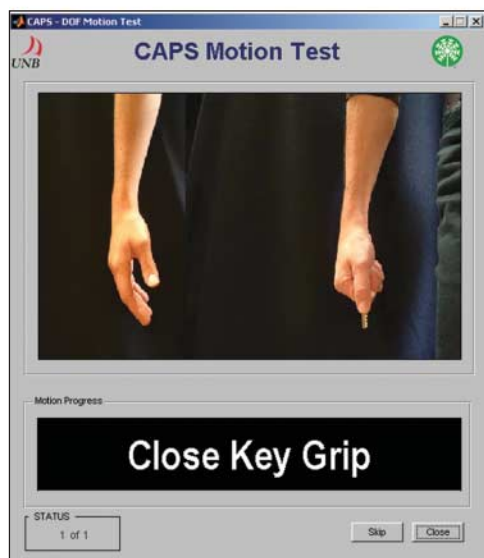 CAPS - DOF Motion Test
UNB
CAPS Motion Test
Motion Progress
Close Key Grip
STATUS
1 of 1
Skip
Close